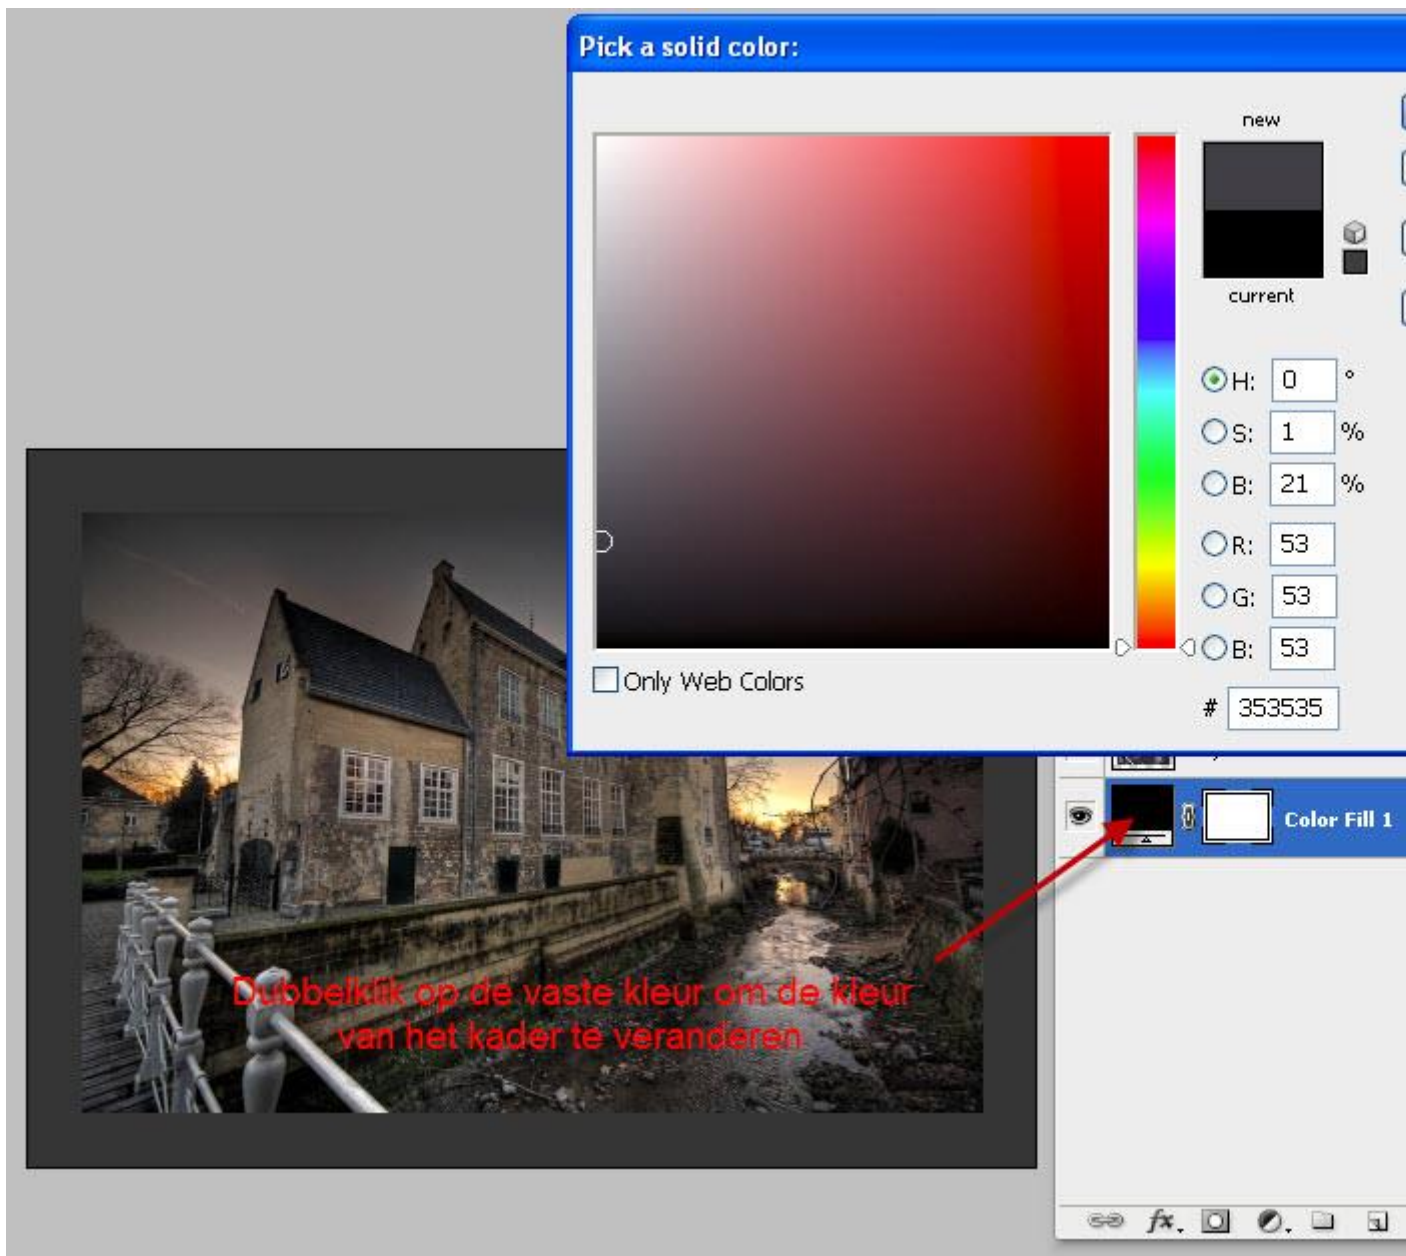 Pick a solid color:
new
current
H: 0 °
S: 1 %
B: 21 %
R: 53
G: 53
B: 53
# 353535
Only Web Colors
Color Fill 1
Dubbelklik op de vaste kleur om de kleur
van het kader te veranderen
fx.